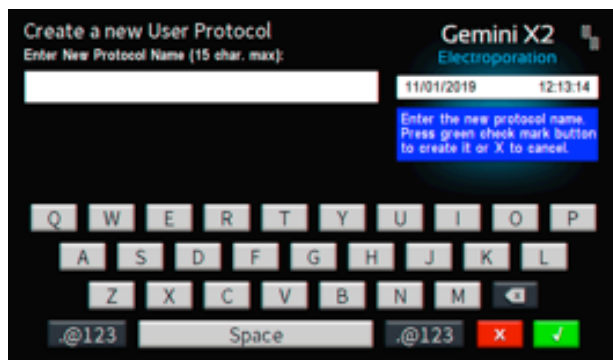 Create a new User Protocol
Enter New Protocol Name (15 char. max):
Gemini X2
Electroporation
11/01/2019 12:13:14
Enter the new protocol name.
Press green check mark button
to create it or X to cancel.
Q W E R T Y U I O P
A S D F G H J K L
Z X C V B N M
.@123 Space .@123